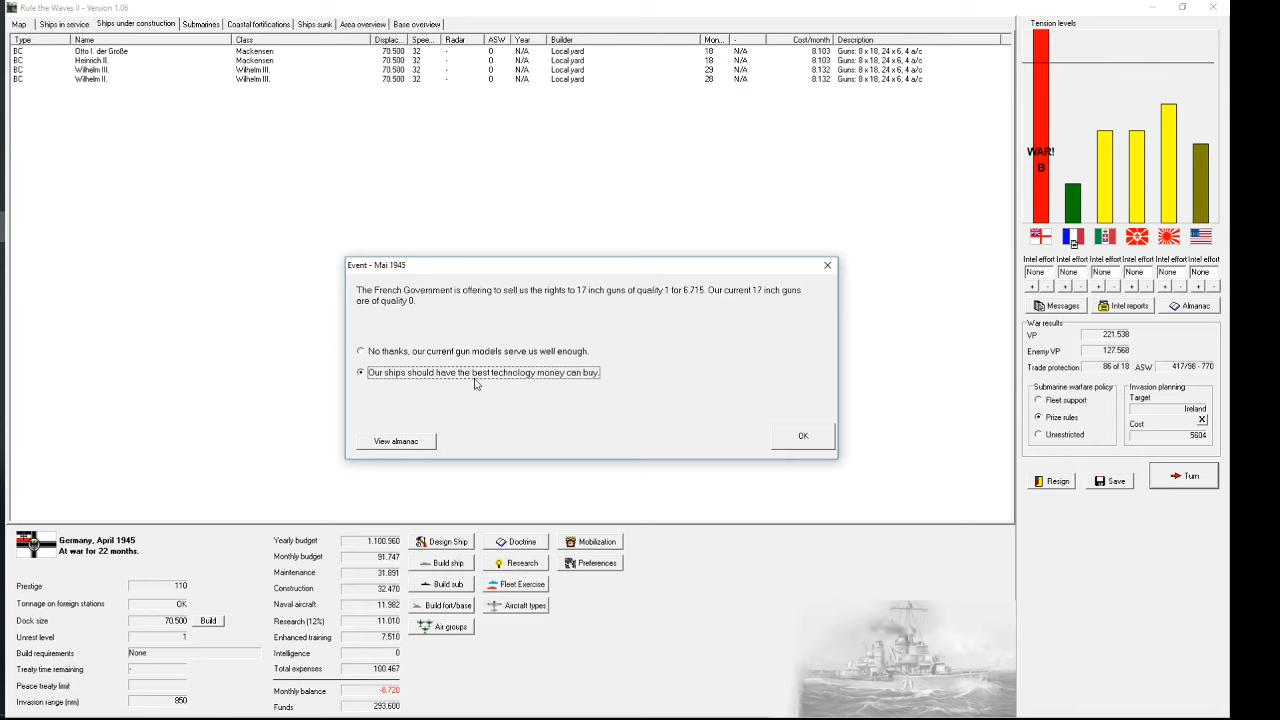 Rule the Waves II - Version 1.06
Map Ships in service Ships under construction Submarines Coastal fortifications Ships sunk Area overview Base overview
Type Name Class Displac... Spee... Radar ASW Year Builder Mon... - Cost/month Description
BC Otto I. der Große Mackensen 70.500 32 - 0 N/A Local yard 18 N/A 8.103 Guns: 8 x 18, 24 x 6, 4 a/c
BC Heinrich II. Mackensen 70.500 32 - 0 N/A Local yard 18 N/A 8.103 Guns: 8 x 18, 24 x 6, 4 a/c
BC Wilhelm III. Wilhelm III. 70.500 32 - 0 N/A Local yard 29 N/A 8.132 Guns: 8 x 18, 24 x 6, 4 a/c
BC Wilhelm II. Wilhelm III. 70.500 32 - 0 N/A Local yard 28 N/A 8.132 Guns: 8 x 18, 24 x 6, 4 a/c
Event - Mai 1945
The French Government is offering to sell us the rights to 17 inch guns of quality 1 for 6.715. Our current 17 inch guns
are of quality 0.
No thanks, our current gun models serve us well enough.
Our ships should have the best technology money can buy.
View almanac OK
Tension levels
WAR!
B
Intel effort Intel effort Intel effort Intel effort Intel effort Intel effort
None None None None None None
+ - + - + - + - + - + -
Messages Intel reports Almanac
War results
VP 221.538
Enemy VP 127.568
Trade protection 86 of 18 ASW 417/98 - 770
Submarine warfare policy
Fleet support
Prize rules
Unrestricted
Invasion planning
Target
Ireland
Cost X
5604
Resign Save Turn
Germany, April 1945
At war for 22 months.
Prestige 110
Tonnage on foreign stations OK
Dock size 70.500 Build
Unrest level 1
Build requirements None
Treaty time remaining -
Peace treaty limit
Invasion range (nm) 850
Yearly budget 1.100.960
Monthly budget 91.747
Maintenance 31.891
Construction 32.470
Naval aircraft 11.982
Research (12%) 11.010
Enhanced training 7.510
Intelligence 0
Total expenses 100.467
Monthly balance -8.720
Funds 293.600
Design Ship Doctrine Mobilization
Build ship Research Preferences
Build sub Fleet Exercise
Build fort/base Aircraft types
Air groups